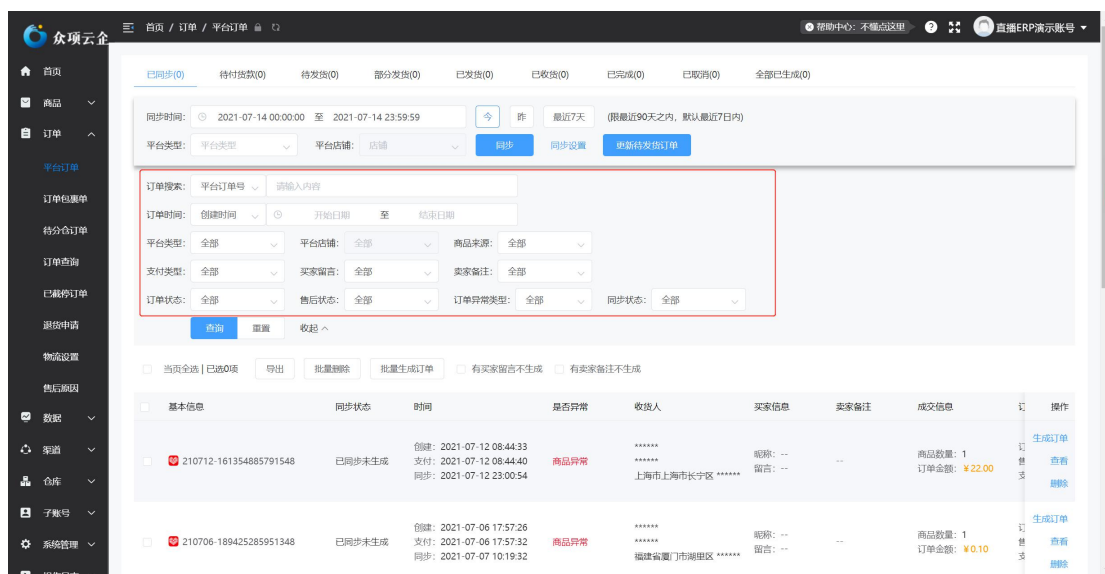 众项云企
首页 / 订单 / 平台订单
帮助中心：不懂点这里
直播ERP演示账号
首页
商品
订单
平台订单
订单包裹单
待分仓订单
订单查询
已截停订单
退货申请
物流设置
售后原因
数据
渠道
仓库
子账号
系统管理
已同步(0) 待付货款(0) 待发货(0) 部分发货(0) 已发货(0) 已收货(0) 已完成(0) 已取消(0) 全部已生成(0)
同步时间： 2021-07-14 00:00:00 至 2021-07-14 23:59:59 今 昨 最近7天 (限最近90天之内，默认最近7日内)
平台类型： 平台类型 平台店铺： 店铺 同步 同步设置 更新待发货订单
订单搜索： 平台订单号 请输入内容
订单时间： 创建时间 开始日期 至 结束日期
平台类型： 全部 平台店铺： 全部 商品来源： 全部
支付类型： 全部 买家留言： 全部 卖家备注： 全部
订单状态： 全部 售后状态： 全部 订单异常类型： 全部 同步状态： 全部
查询 重置 收起
当页全选 | 已选0项 导出 批量删除 批量生成订单 有买家留言不生成 有卖家备注不生成
基本信息 同步状态 时间 是否异常 收货人 买家信息 卖家备注 成交信息 订 操作
210712-161354885791548 已同步未生成
创建： 2021-07-12 08:44:33
支付： 2021-07-12 08:44:40
同步： 2021-07-12 23:00:54
商品异常
******
******
上海市上海市长宁区 ******
昵称： --
留言： --
--
商品数量： 1
订单金额： ¥22.00
生成订单
查看
删除
210706-189425285951348 已同步未生成
创建： 2021-07-06 17:57:26
支付： 2021-07-06 17:57:32
同步： 2021-07-07 10:19:32
商品异常
******
******
福建省厦门市湖里区 ******
昵称： --
留言： --
--
商品数量： 1
订单金额： ¥0.10
生成订单
查看
删除